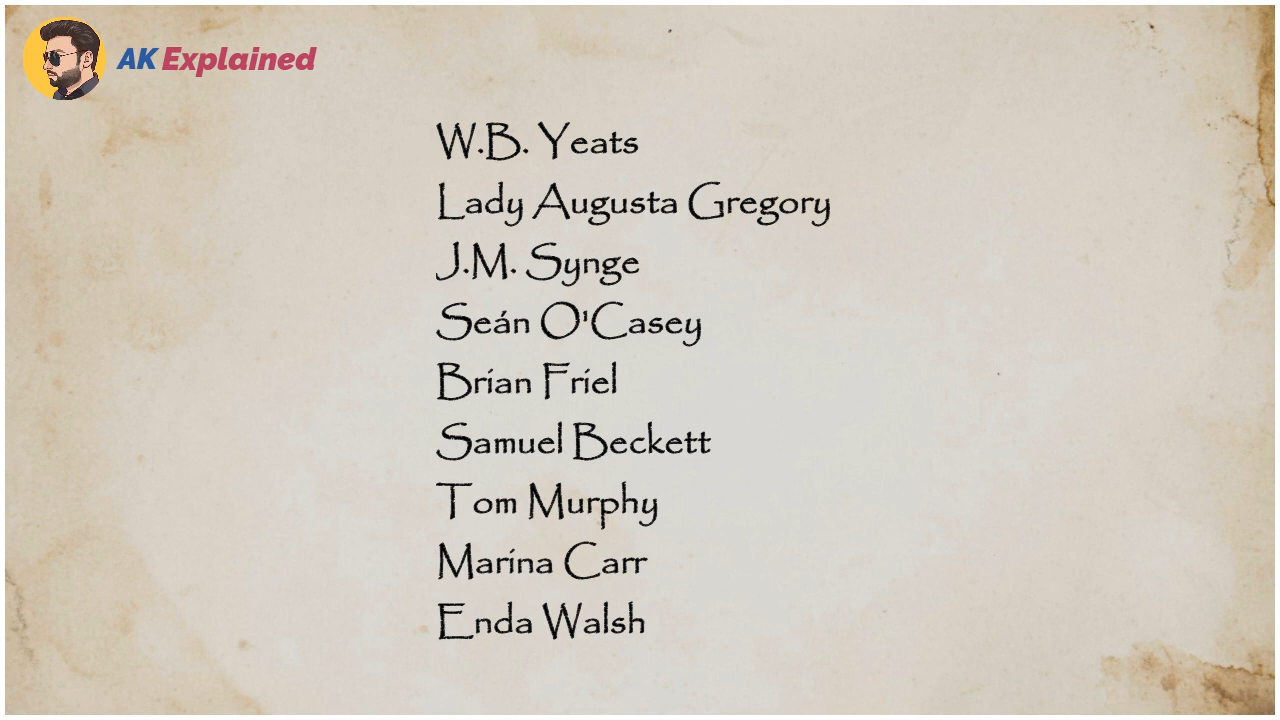 AK Explained
W.B. Yeats
Lady Augusta Gregory
J.M. Synge
Seán O'Casey
Brian Friel
Samuel Beckett
Tom Murphy
Marina Carr
Enda Walsh